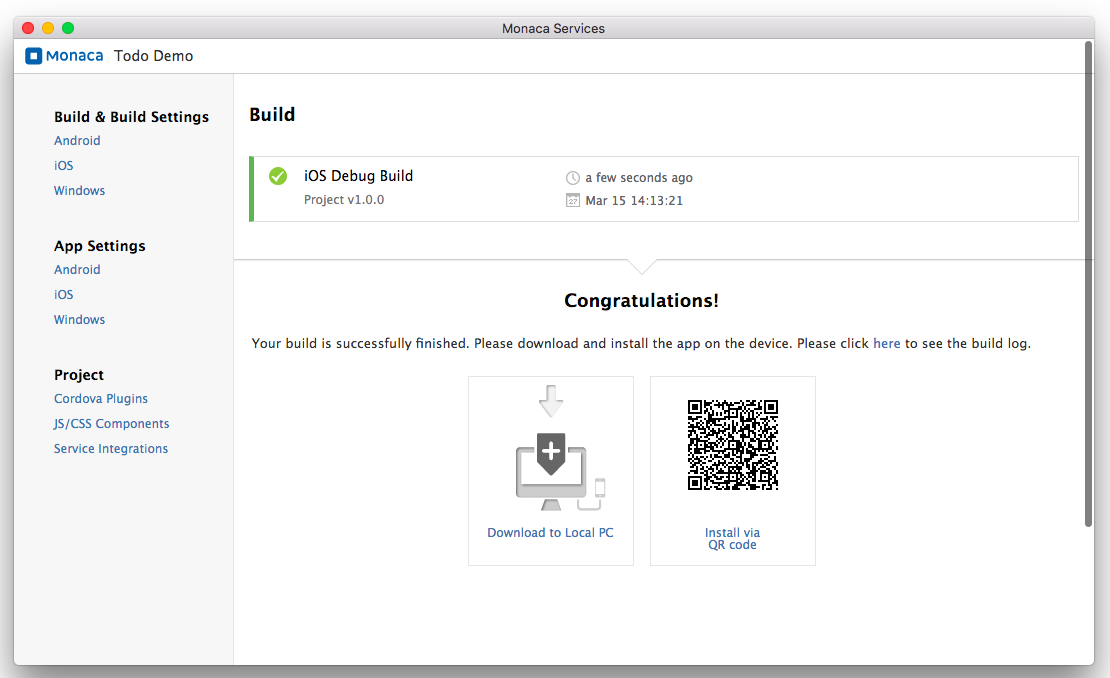 Monaca Services
Monaca Todo Demo
Build & Build Settings
Android
iOS
Windows
App Settings
Android
iOS
Windows
Project
Cordova Plugins
JS/CSS Components
Service Integrations
Build
iOS Debug Build
Project v1.0.0
a few seconds ago
27 Mar 15 14:13:21
Congratulations!
Your build is successfully finished. Please download and install the app on the device. Please click here to see the build log.
Download to Local PC
Install via
QR code